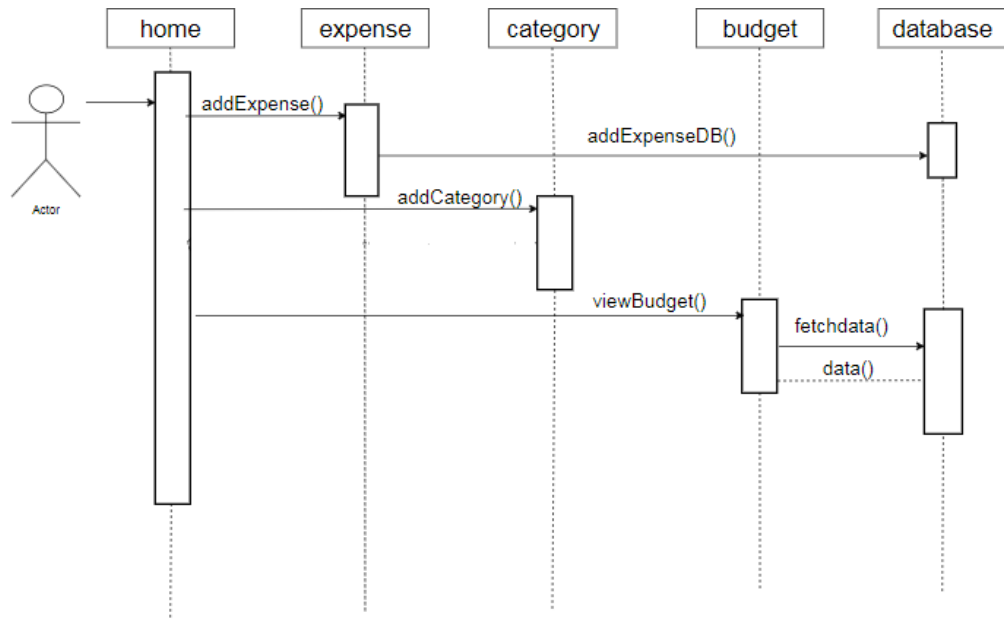 home
expense
category
budget
database
addExpense()
addExpenseDB()
Actor
addCategory()
viewBudget()
fetchdata()
data()